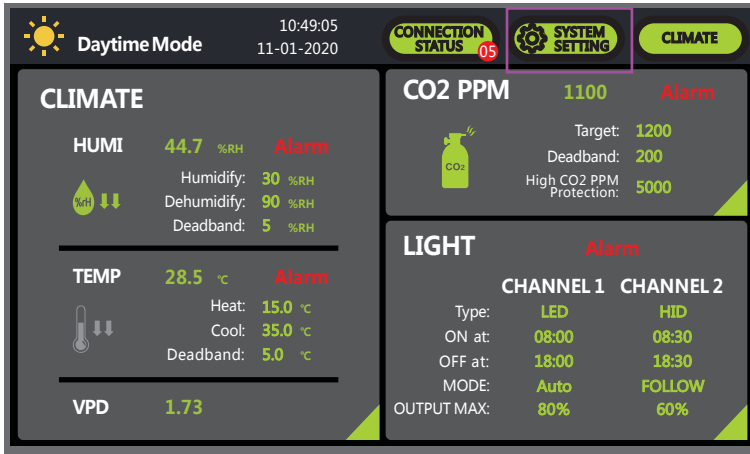 Daytime Mode
10:49:05
11-01-2020
CONNECTION
STATUS
05
SYSTEM
SETTING
CLIMATE
CLIMATE
HUMI 44.7 %RH Alarm
%rH
Humidify: 30 %RH
Dehumidify: 90 %RH
Deadband: 5 %RH
TEMP 28.5 ℃ Alarm
Heat: 15.0 ℃
Cool: 35.0 ℃
Deadband: 5.0 ℃
VPD 1.73
CO2 PPM 1100 Alarm
CO2
Target: 1200
Deadband: 200
High CO2 PPM
Protection: 5000
LIGHT Alarm
CHANNEL 1 CHANNEL 2
Type: LED HID
ON at: 08:00 08:30
OFF at: 18:00 18:30
MODE: Auto FOLLOW
OUTPUT MAX: 80% 60%